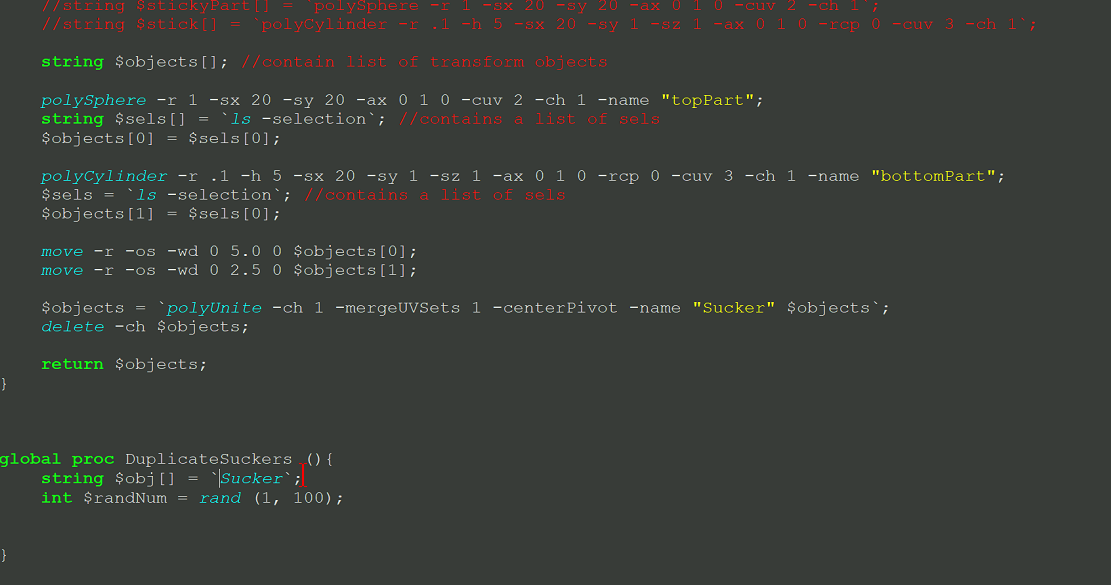 //string $stickyPart[] = `polySphere -r 1 -sx 20 -sy 20 -ax 0 1 0 -cuv 2 -ch 1`;
//string $stick[] = `polyCylinder -r .1 -h 5 -sx 20 -sy 1 -sz 1 -ax 0 1 0 -rcp 0 -cuv 3 -ch 1`;
string $objects[]; //contain list of transform objects
polySphere -r 1 -sx 20 -sy 20 -ax 0 1 0 -cuv 2 -ch 1 -name "topPart";
string $sels[] = `ls -selection`; //contains a list of sels
$objects[0] = $sels[0];
polyCylinder -r .1 -h 5 -sx 20 -sy 1 -sz 1 -ax 0 1 0 -rcp 0 -cuv 3 -ch 1 -name "bottomPart";
$sels = `ls -selection`; //contains a list of sels
$objects[1] = $sels[0];
move -r -os -wd 0 5.0 0 $objects[0];
move -r -os -wd 0 2.5 0 $objects[1];
$objects = `polyUnite -ch 1 -mergeUVSets 1 -centerPivot -name "Sucker" $objects`;
delete -ch $objects;
return $objects;
}
global proc DuplicateSuckers (){
string $obj[] = `Sucker`;
int $randNum = rand (1, 100);
}